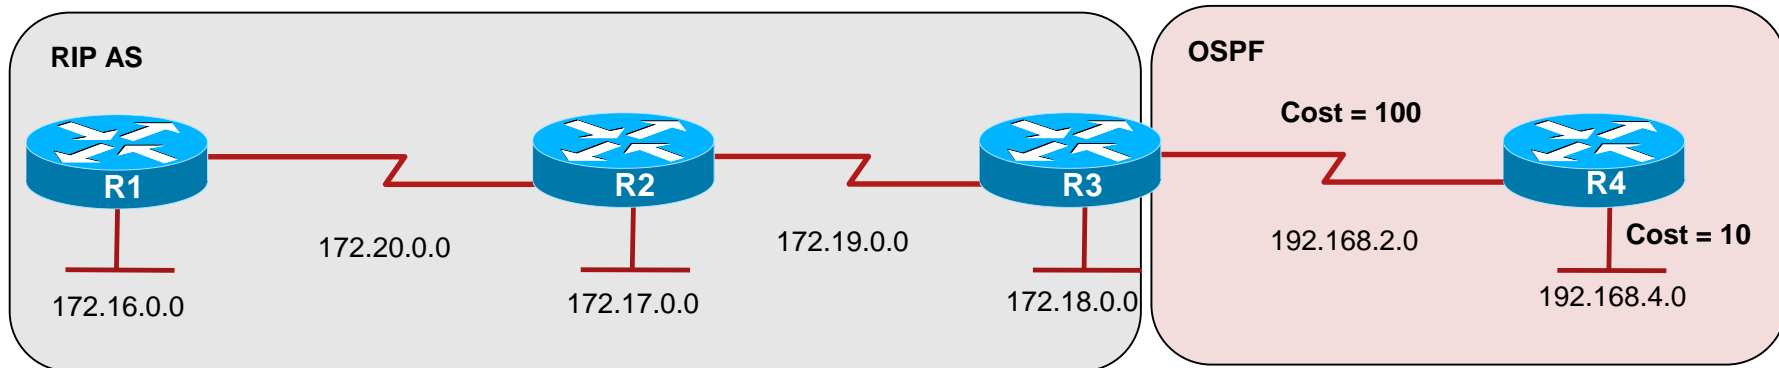 RIP AS
OSPF
Cost = 100
R1
R2
R3
R4
172.20.0.0
172.19.0.0
192.168.2.0
Cost = 10
172.16.0.0
172.17.0.0
172.18.0.0
192.168.4.0